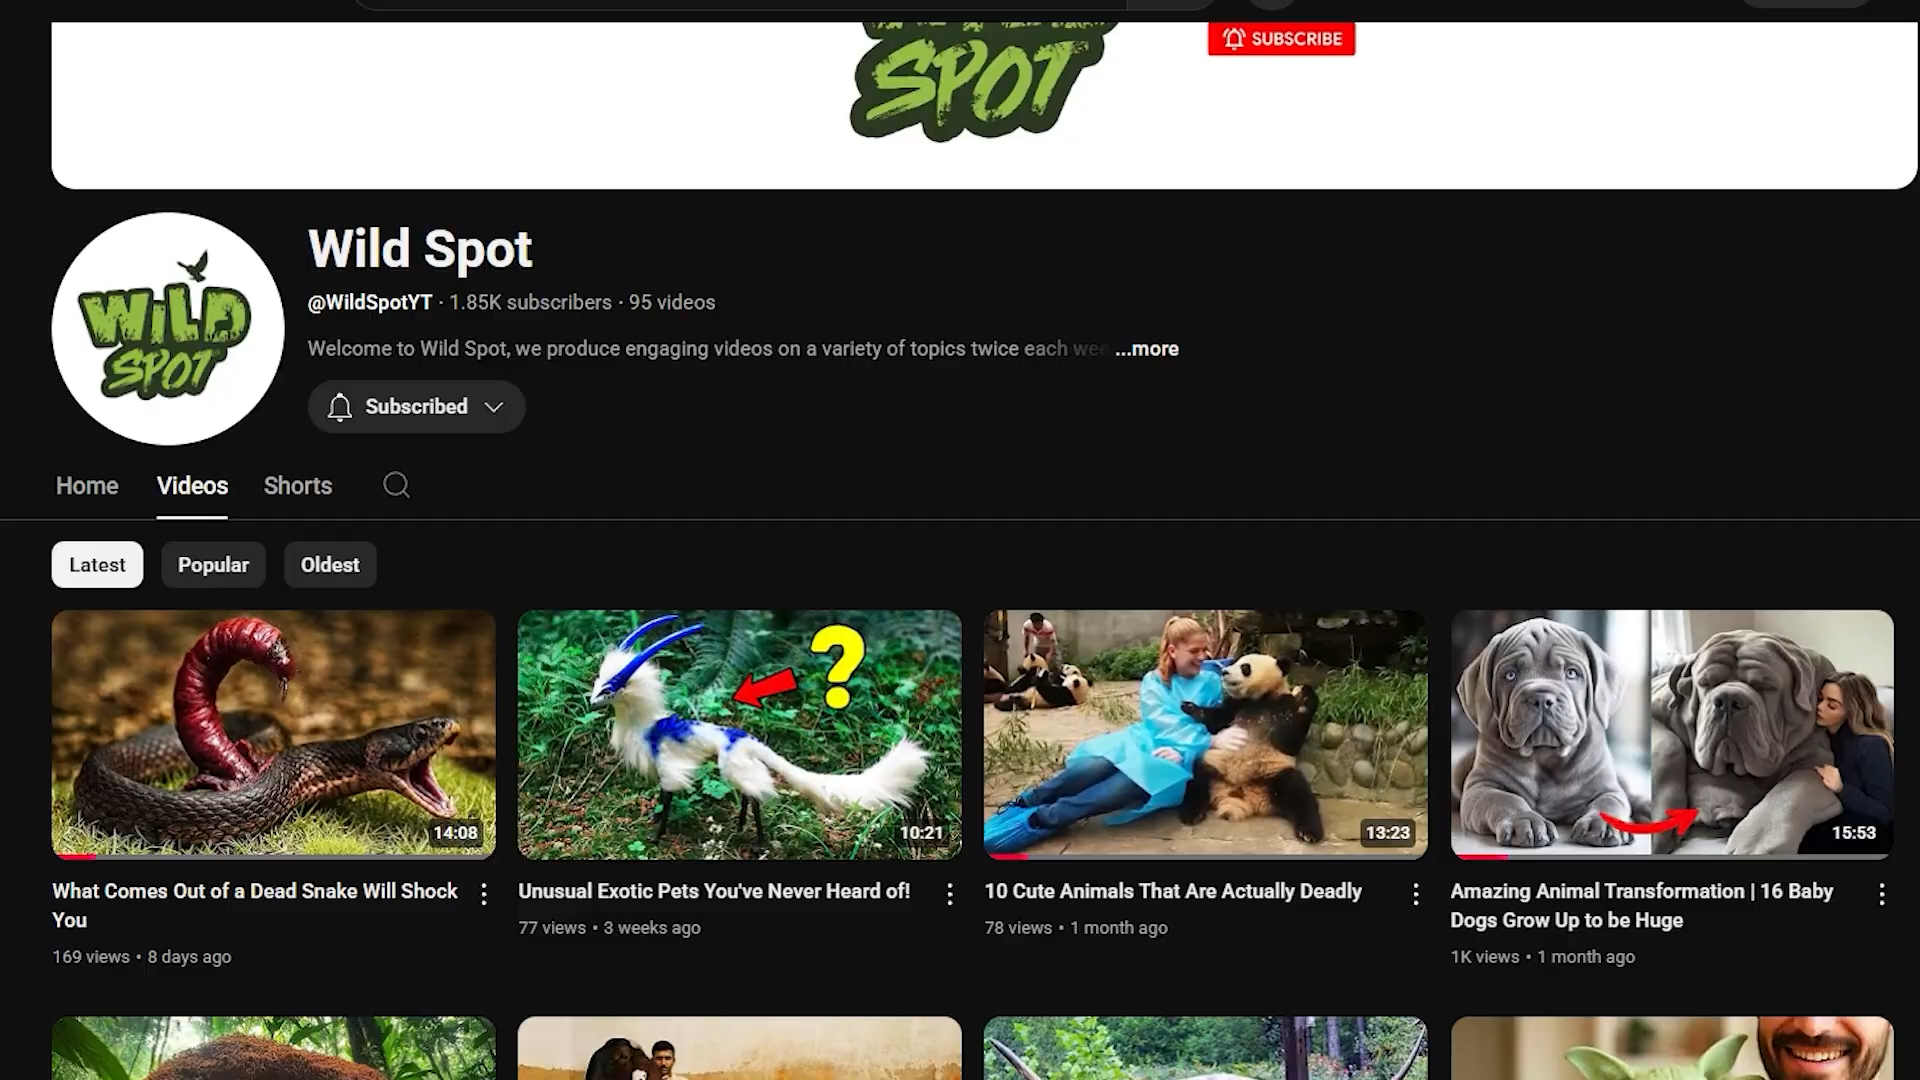 SPOT
SUBSCRIBE
WILD
SPOT
Wild Spot
@WildSpotYT · 1.85K subscribers · 95 videos
Welcome to Wild Spot, we produce engaging videos on a variety of topics twice each wee ...more
Subscribed
Home Videos Shorts
Latest Popular Oldest
?
14:08 10:21 13:23 15:53
What Comes Out of a Dead Snake Will Shock
You
169 views • 8 days ago
Unusual Exotic Pets You've Never Heard of!
77 views • 3 weeks ago
10 Cute Animals That Are Actually Deadly
78 views • 1 month ago
Amazing Animal Transformation | 16 Baby
Dogs Grow Up to be Huge
1K views • 1 month ago